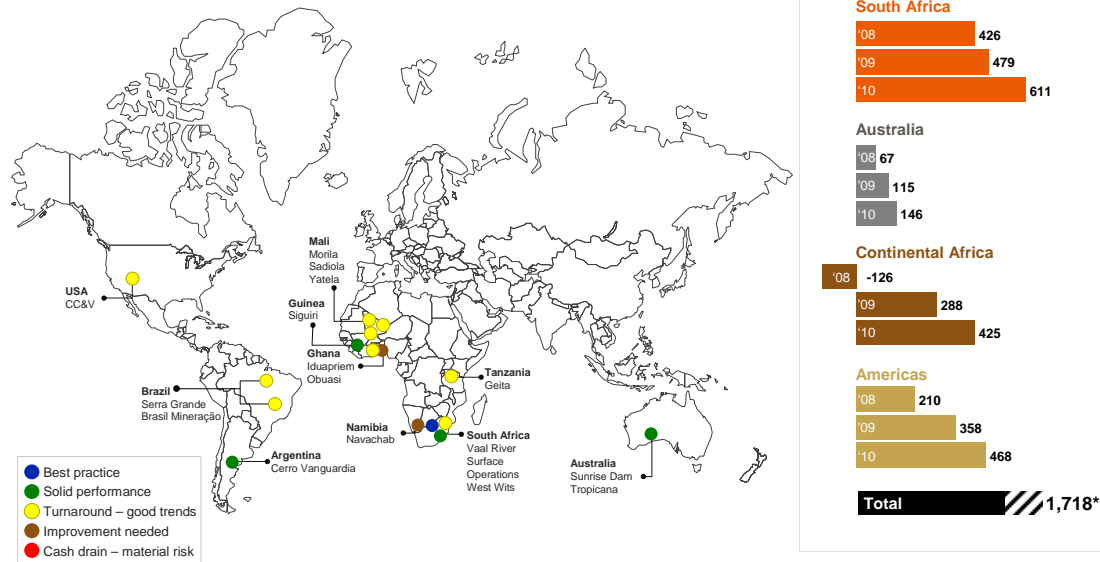 USA
CC&V
Brazil
Serra Grande
Brasil Mineração
Argentina
Cerro Vanguardia
Mali
Morila
Sadiola
Yatela
Guinea
Siguiri
Ghana
Iduapriem
Obuasi
Tanzania
Geita
Namibia
Navachab
South Africa
Vaal River
Surface
Operations
West Wits
Australia
Sunrise Dam
Tropicana
Best practice
Solid performance
Turnaround – good trends
Improvement needed
Cash drain – material risk
South Africa
'08 426
'09 479
'10 611
Australia
'08 67
'09 115
'10 146
Continental Africa
'08 -126
'09 288
'10 425
Americas
'08 210
'09 358
'10 468
Total 1,718*